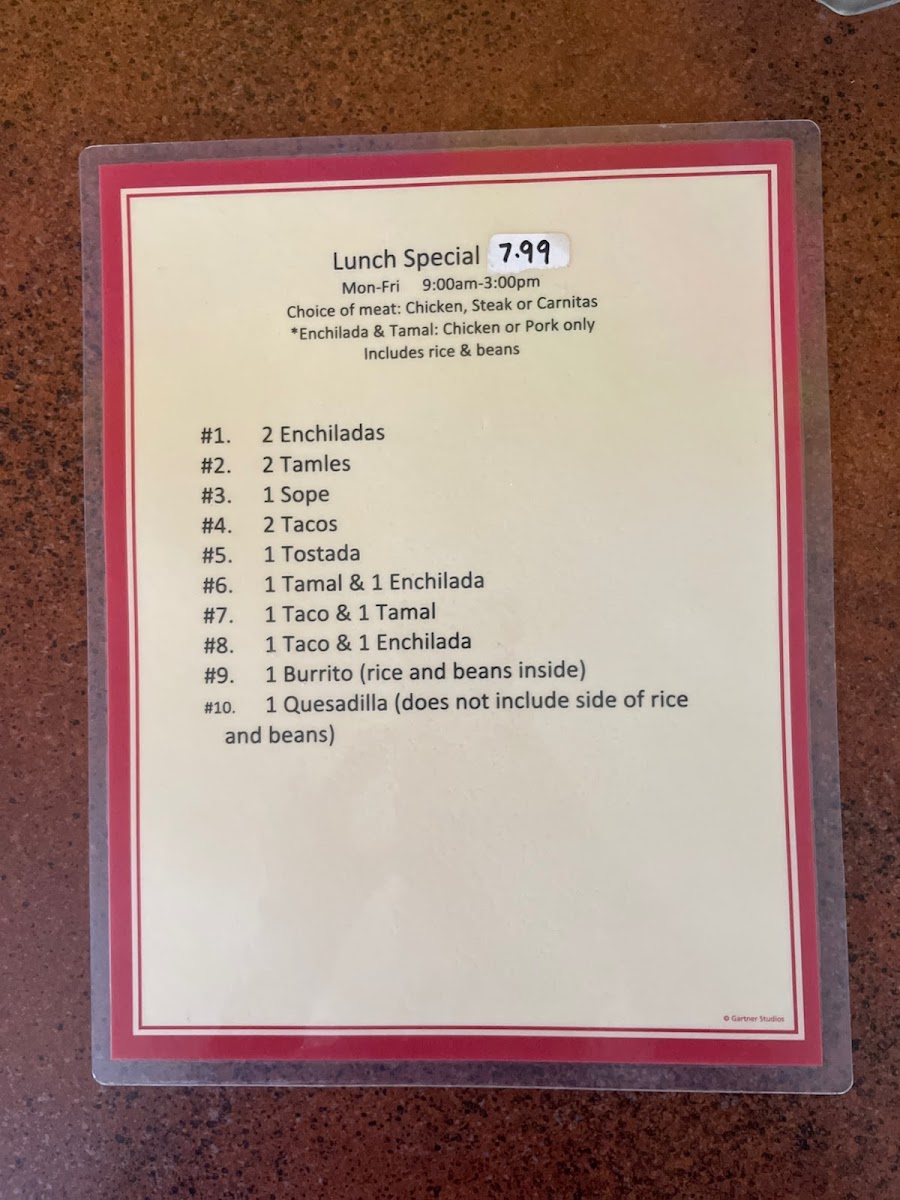 Lunch Special 7.99
Mon-Fri 9:00am-3:00pm
Choice of meat: Chicken, Steak or Carnitas
*Enchilada & Tamal: Chicken or Pork only
Includes rice & beans
#1. 2 Enchiladas
#2. 2 Tamles
#3. 1 Sope
#4. 2 Tacos
#5. 1 Tostada
#6. 1 Tamal & 1 Enchilada
#7. 1 Taco & 1 Tamal
#8. 1 Taco & 1 Enchilada
#9. 1 Burrito (rice and beans inside)
#10. 1 Quesadilla (does not include side of rice
and beans)
© Gartner Studios